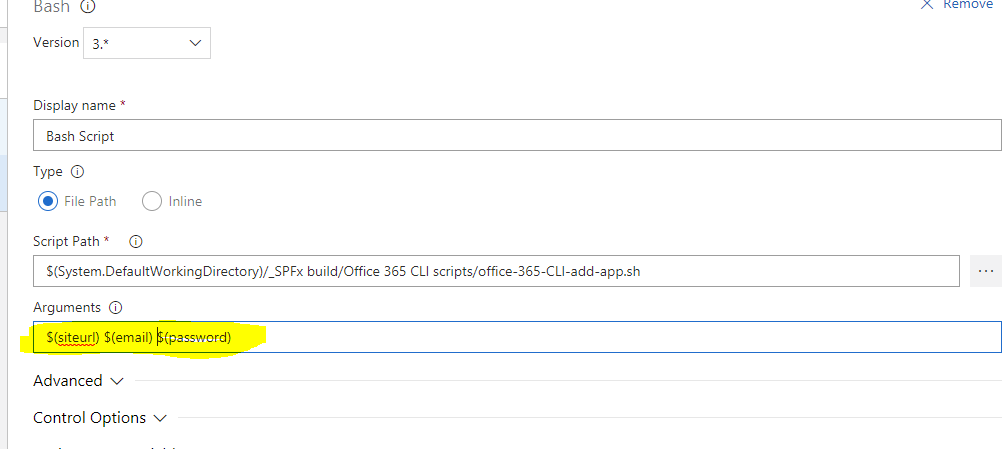 Bash
Remove
Version 3.*
Display name *
Bash Script
Type
File Path Inline
Script Path *
$(System.DefaultWorkingDirectory)/_SPFx build/Office 365 CLI scripts/office-365-CLI-add-app.sh
...
Arguments
$(siteurl) $(email) $(password)
Advanced
Control Options